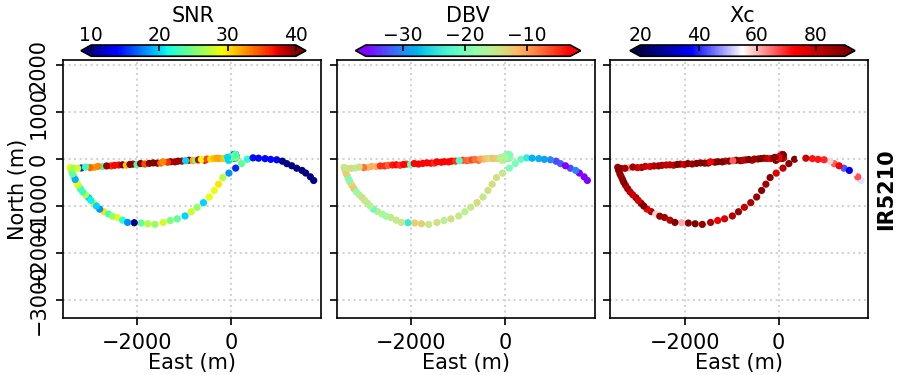 SNR DBV Xc
10 20 30 40 −30 −20 −10 20 40 60 80
2000
1000
0
−1000
−2000
−3000
North (m)
IR5210
−2000 0 −2000 0 −2000 0
East (m) East (m) East (m)